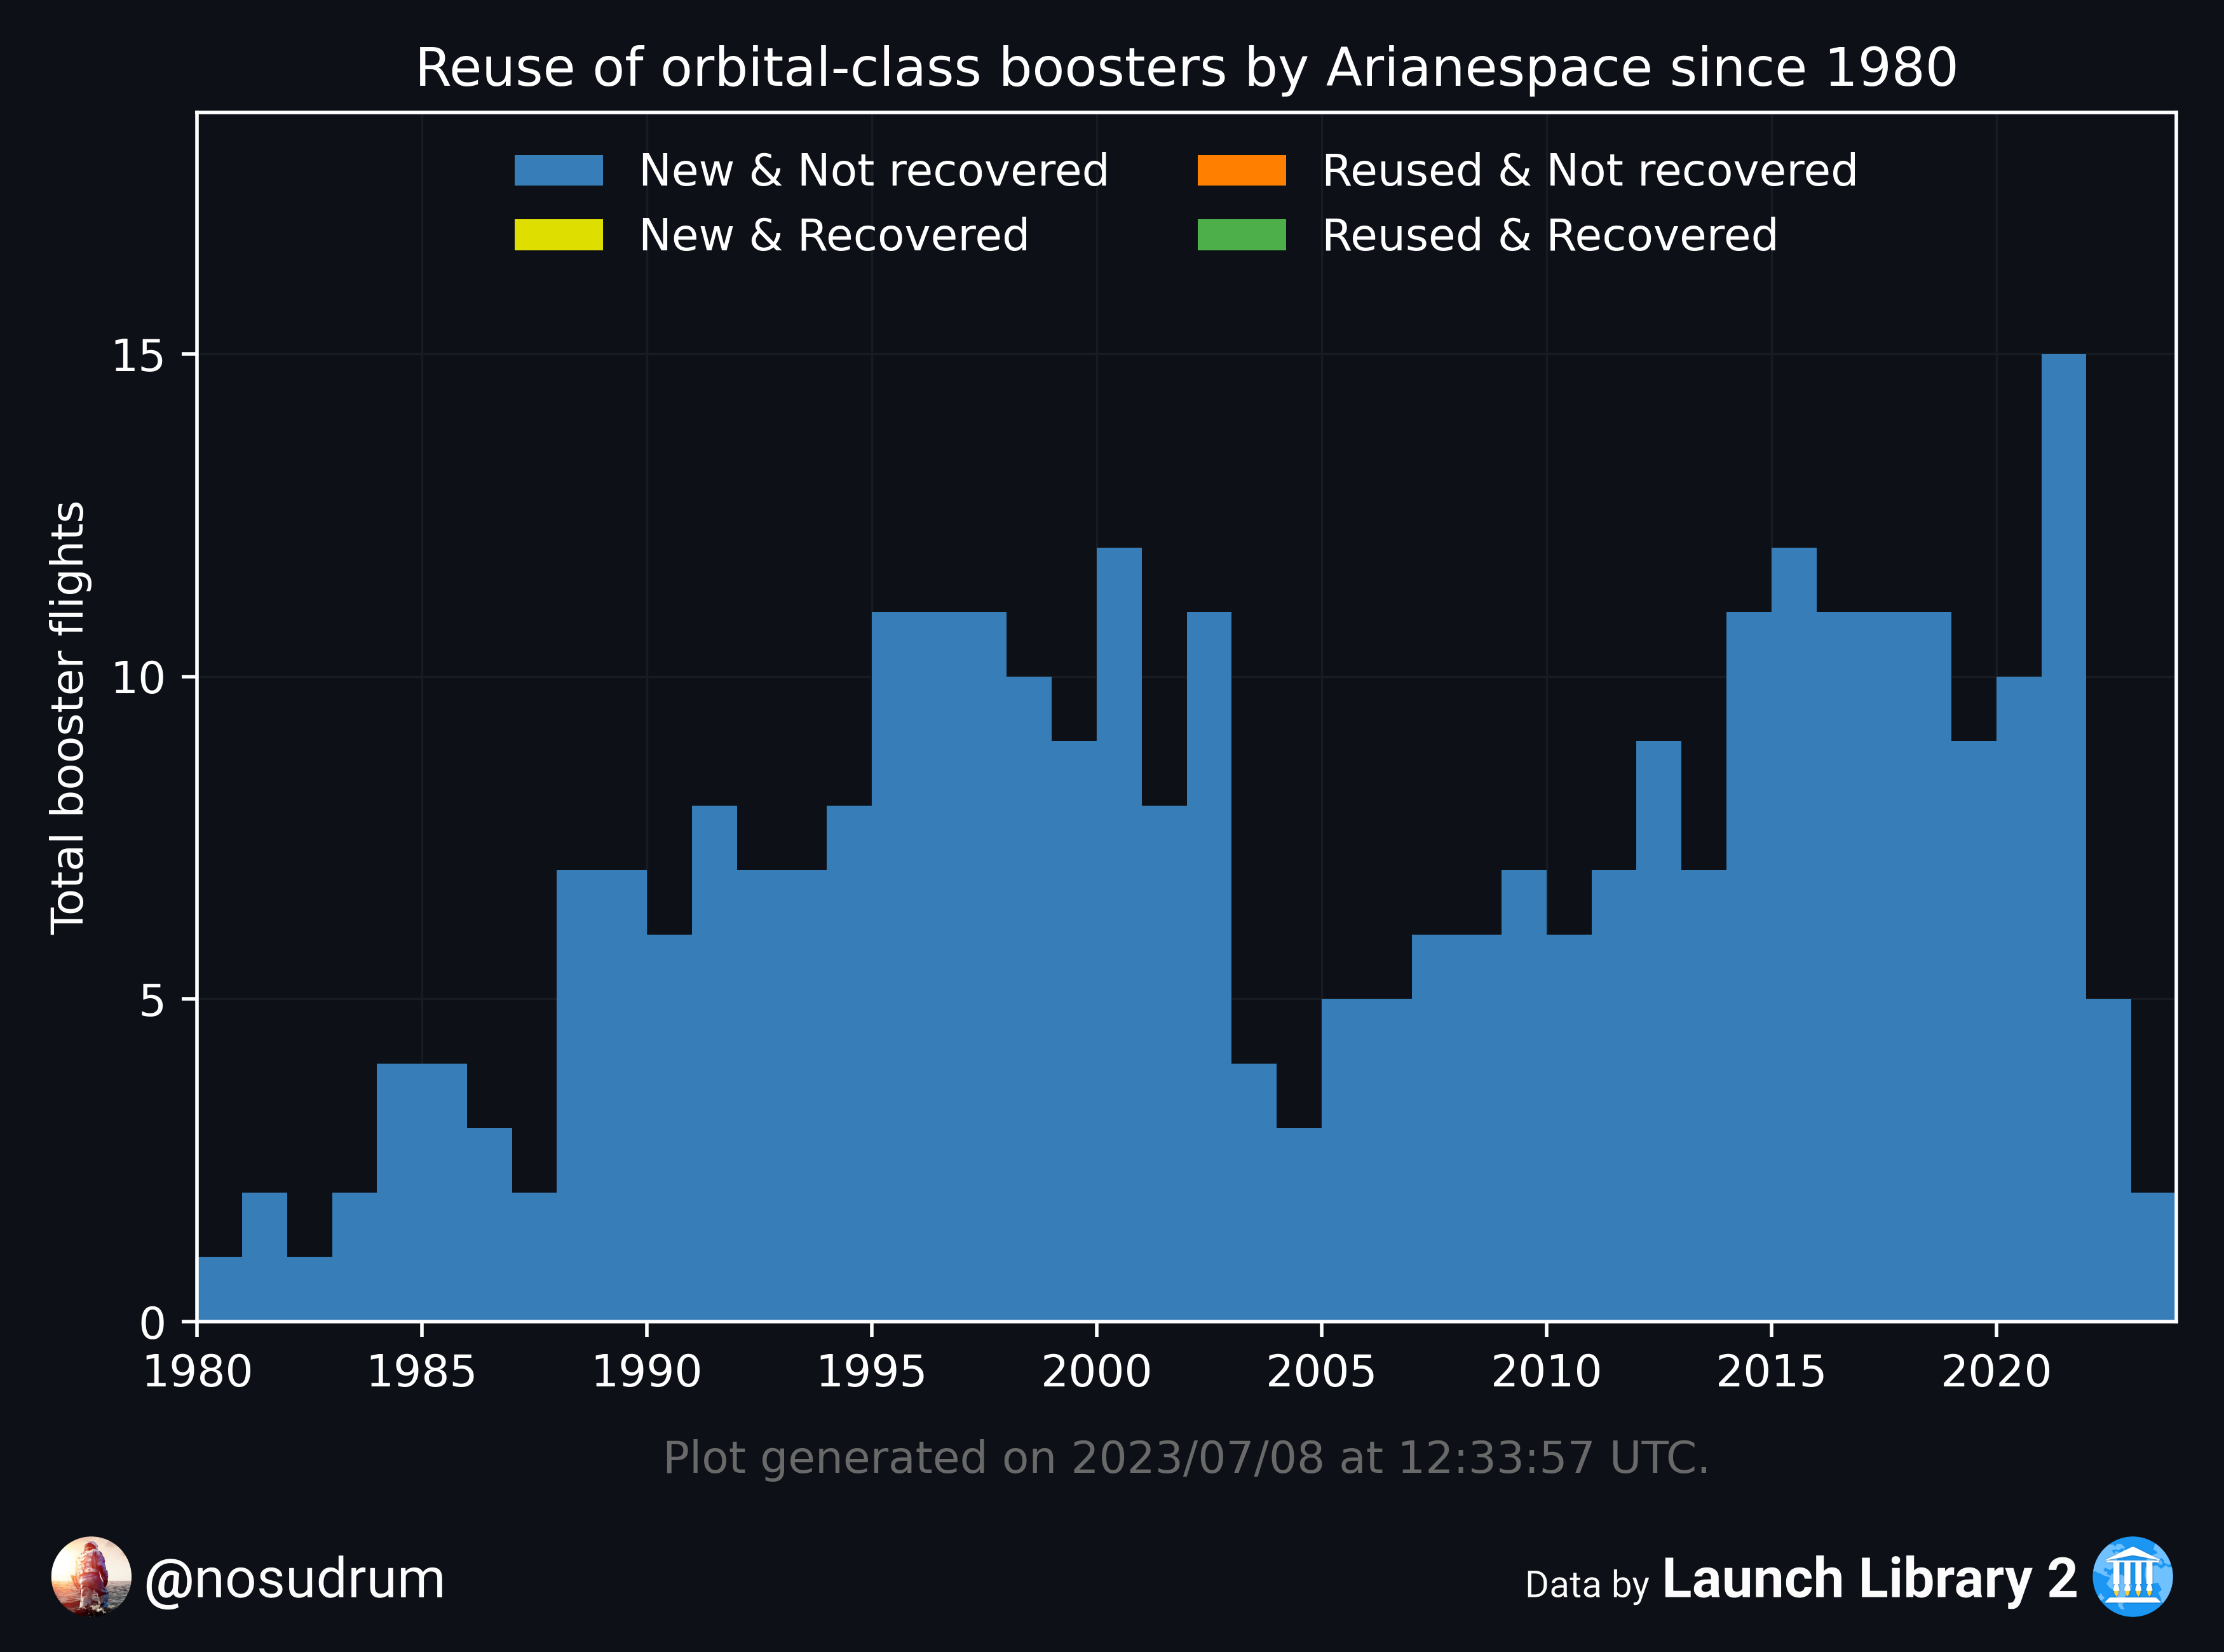 Reuse of orbital-class boosters by Arianespace since 1980
New & Not recovered
Reused & Not recovered
New & Recovered
Reused & Recovered
Total booster flights
15
10
5
0
1980 1985 1990 1995 2000 2005 2010 2015 2020
Plot generated on 2023/07/08 at 12:33:57 UTC.
@nosudrum
Data by Launch Library 2